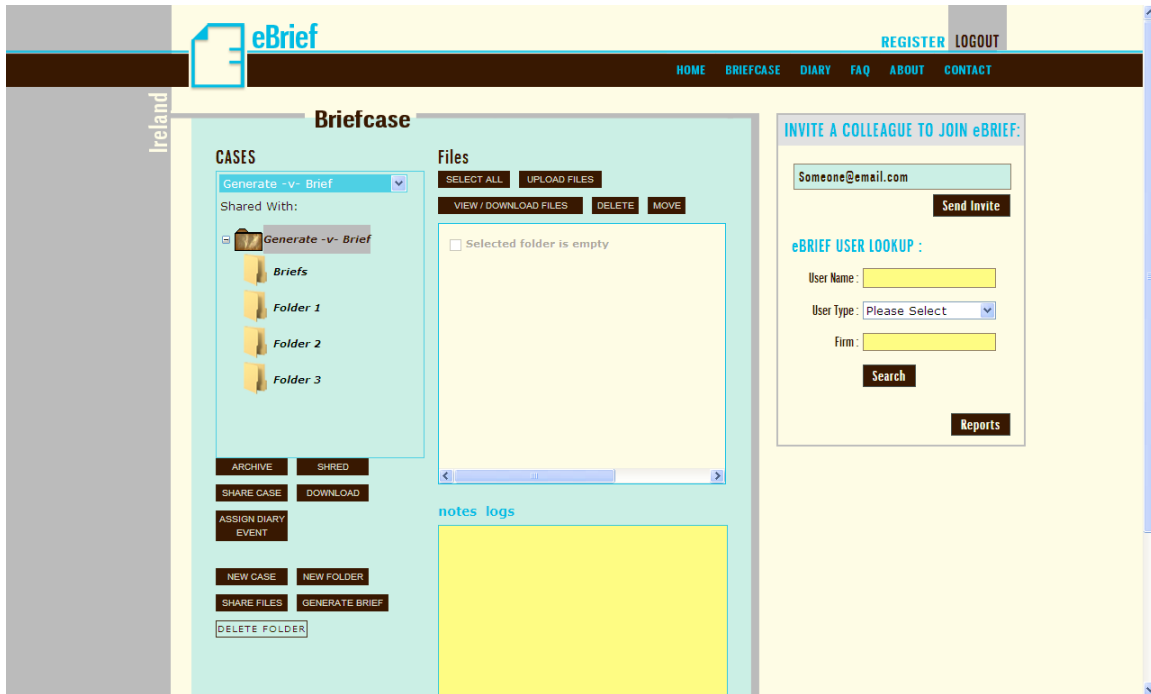 eBrief
REGISTER LOGOUT
HOME BRIEFCASE DIARY FAQ ABOUT CONTACT
Ireland
Briefcase
CASES
Generate -v- Brief
Shared With:
Generate -v- Brief
Briefs
Folder 1
Folder 2
Folder 3
ARCHIVE SHRED
SHARE CASE DOWNLOAD
ASSIGN DIARY
EVENT
NEW CASE NEW FOLDER
SHARE FILES GENERATE BRIEF
DELETE FOLDER
Files
SELECT ALL UPLOAD FILES
VIEW / DOWNLOAD FILES DELETE MOVE
Selected folder is empty
notes logs
INVITE A COLLEAGUE TO JOIN eBRIEF:
Someone@email.com
Send Invite
eBRIEF USER LOOKUP :
User Name :
User Type : Please Select
Firm :
Search
Reports